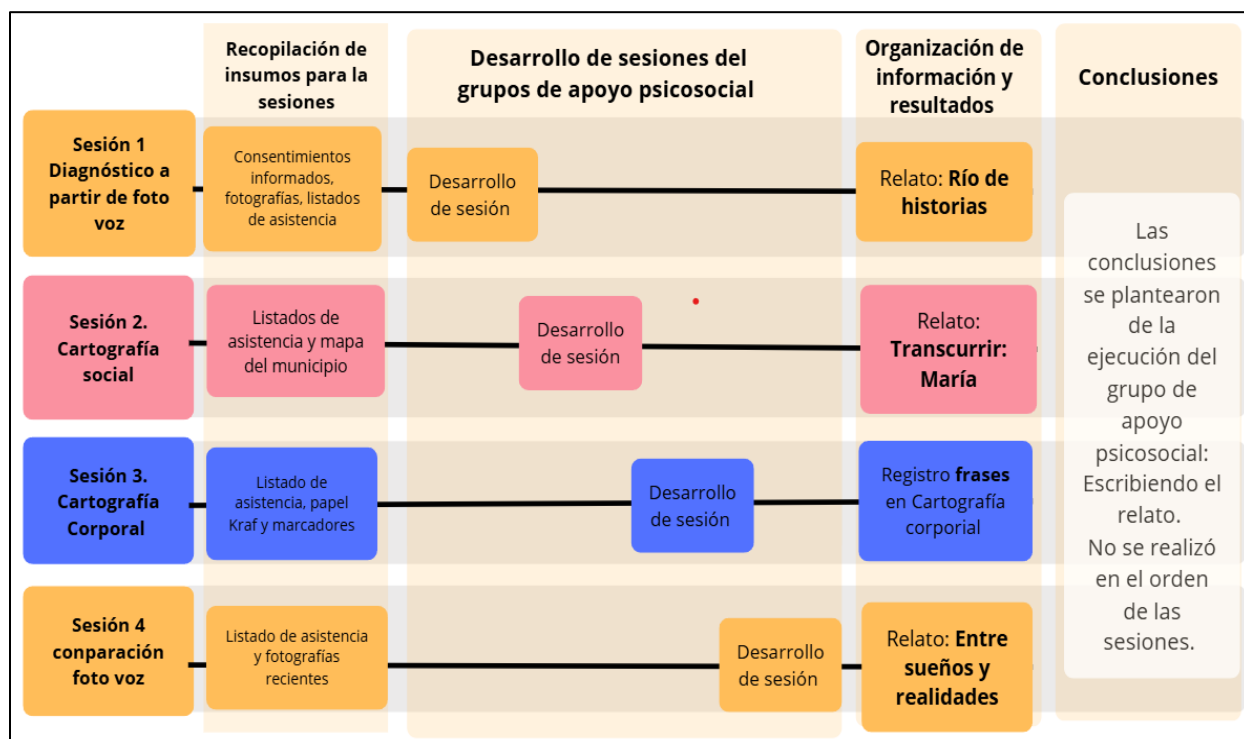 Recopilación de
insumos para la
sesiones
Desarrollo de sesiones del
grupos de apoyo psicosocial
Organización de
información y
resultados
Conclusiones
Sesión 1
Diagnóstico a
partir de foto
voz
Consentimientos
informados,
fotografías, listados
de asistencia
Desarrollo
de sesión
Relato: Río de
historias
Sesión 2.
Cartografía
social
Listados de
asistencia y mapa
del municipio
Desarrollo
de sesión
Relato:
Transcurrir:
María
Sesión 3.
Cartografía
Corporal
Listado de
asistencia, papel
Kraf y marcadores
Desarrollo
de sesión
Registro frases
en Cartografía
corporial
Sesión 4
conparación
foto voz
Listado de asistencia
y fotografías
recientes
Desarrollo
de sesión
Relato: Entre
sueños y
realidades
Las
conclusiones
se plantearon
de la
ejecución del
grupo de
apoyo
psicosocial:
Escribiendo el
relato.
No se realizó
en el orden
de las
sesiones.